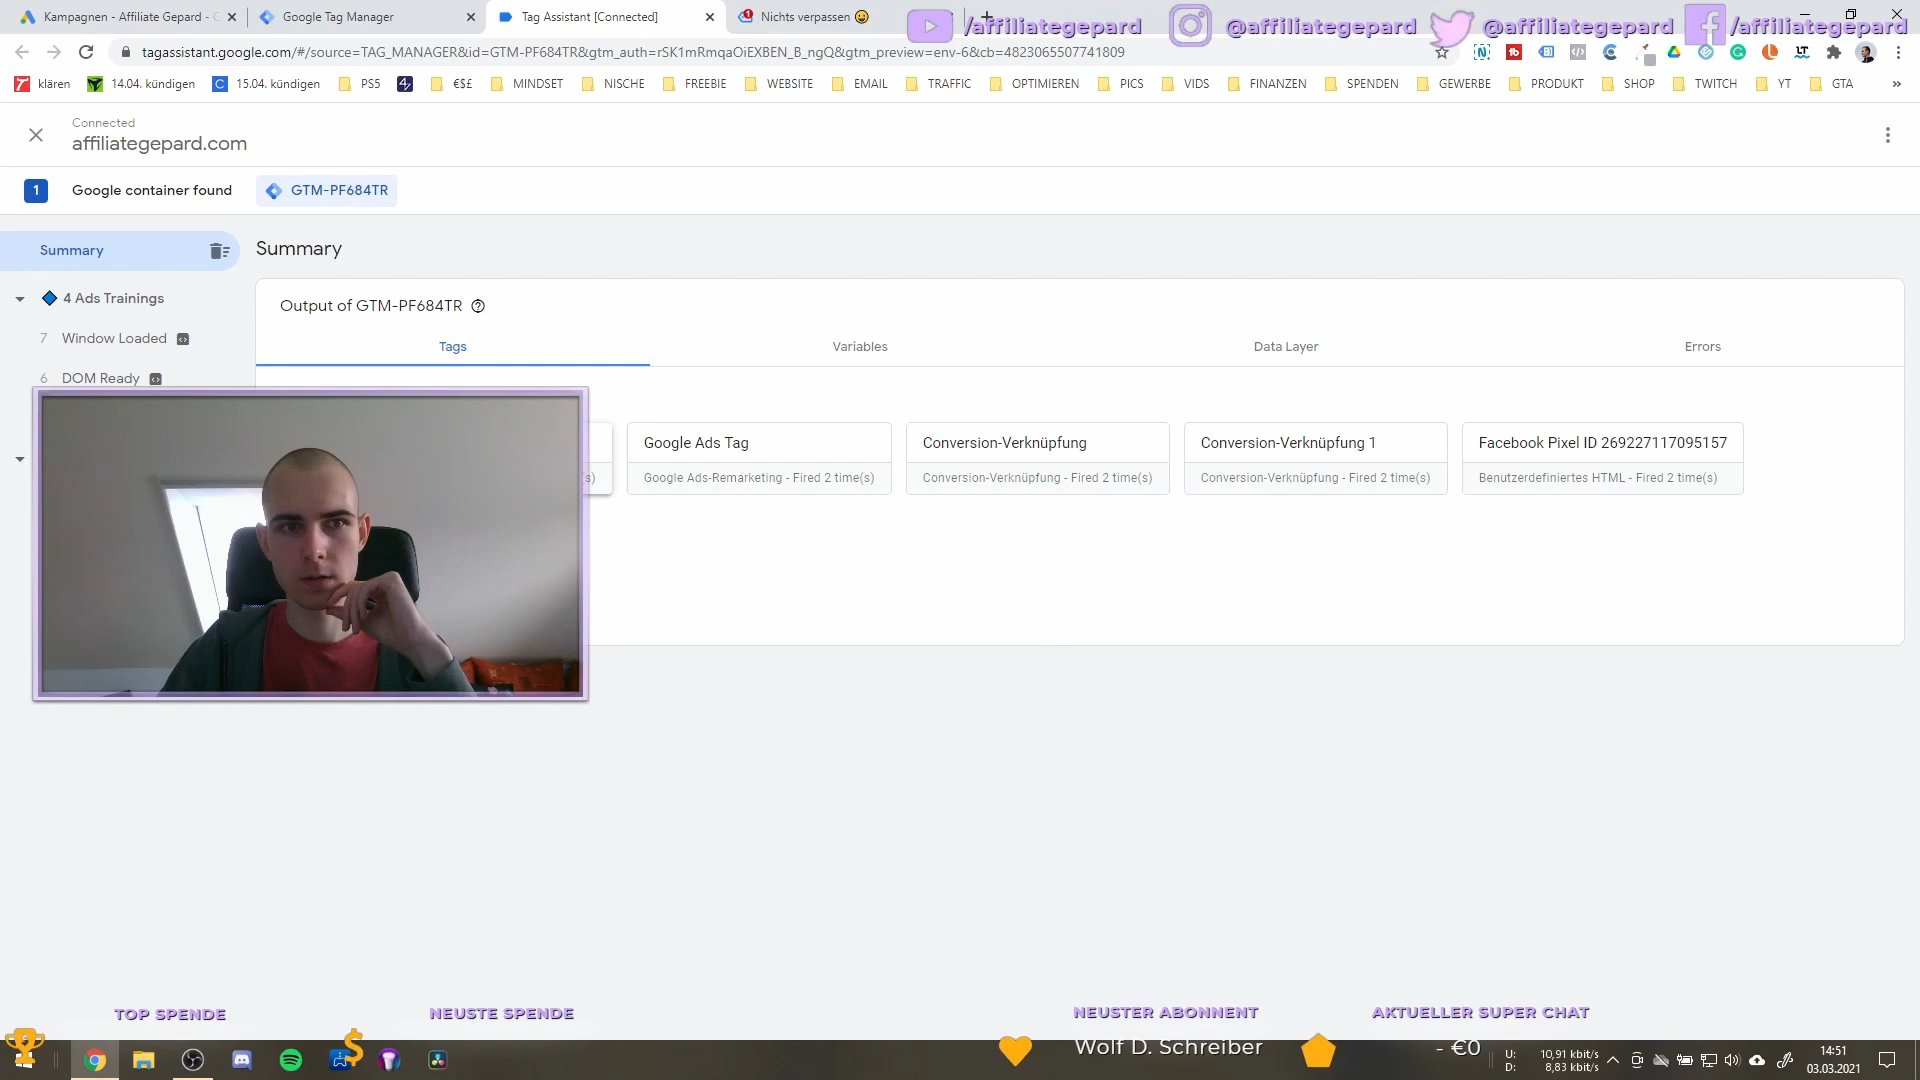 Kampagnen - Affiliate Gepard - G
Google Tag Manager
Tag Assistant [Connected]
Nichts verpassen
/affiliategepard
@affiliategepard
@affiliategepard
/affiliategepard
tagassistant.google.com/#/source=TAG_MANAGER&id=GTM-PF684TR&gtm_auth=rSK1mRmqaOiEXBEN_B_ngQ&gtm_preview=env-6&cb=4823065507741809
klären
14.04. kündigen
15.04. kündigen
PS5
€$£
MINDSET
NISCHE
FREEBIE
WEBSITE
EMAIL
TRAFFIC
OPTIMIEREN
PICS
VIDS
FINANZEN
SPENDEN
GEWERBE
PRODUKT
SHOP
TWITCH
YT
GTA
Connected
affiliategepard.com
1
Google container found
GTM-PF684TR
Summary
Summary
4 Ads Trainings
7 Window Loaded
6 DOM Ready
Output of GTM-PF684TR
Tags
Variables
Data Layer
Errors
s)
Google Ads Tag
Google Ads-Remarketing - Fired 2 time(s)
Conversion-Verknüpfung
Conversion-Verknüpfung - Fired 2 time(s)
Conversion-Verknüpfung 1
Conversion-Verknüpfung - Fired 2 time(s)
Facebook Pixel ID 269227117095157
Benutzerdefiniertes HTML - Fired 2 time(s)
TOP SPENDE
NEUSTE SPENDE
NEUSTER ABONNENT
Wolf D. Schreiber
AKTUELLER SUPER CHAT
- €0
U: 10,91 kbit/s
D: 8,83 kbit/s
14:51
03.03.2021